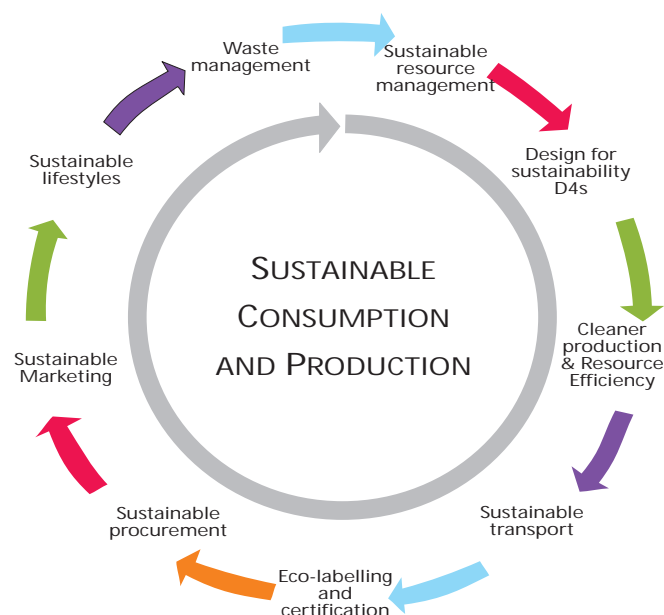 Waste
management
Sustainable
resource
management
Design for
sustainability
D4s
Cleaner
production
& Resource
Efficiency
Sustainable
transport
Eco-labelling
and
certification
Sustainable
procurement
Sustainable
Marketing
Sustainable
lifestyles
SUSTAINABLE
CONSUMPTION
AND PRODUCTION